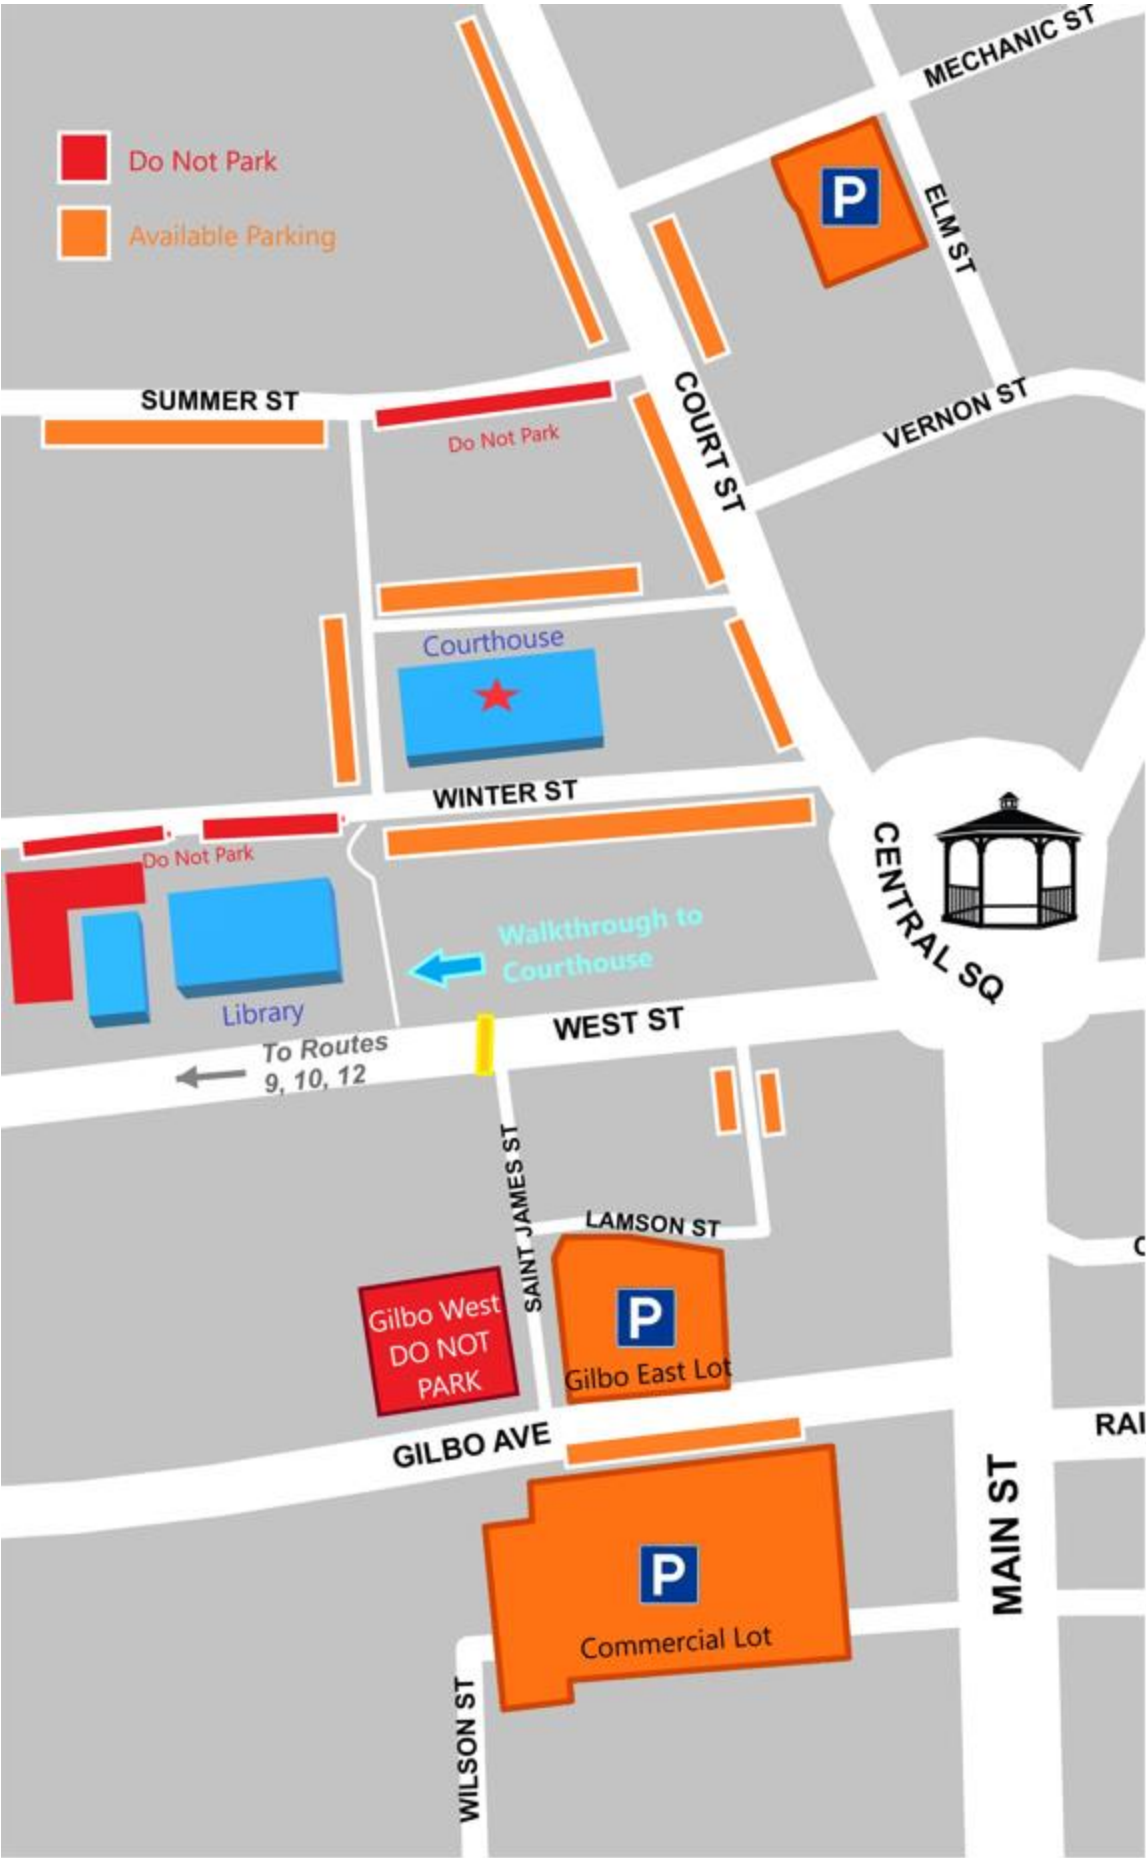 MECHANIC ST
Do Not Park
P
ELM ST
Available Parking
SUMMER ST
COURT ST
VERNON ST
Do Not Park
Courthouse
WINTER ST
Do Not Park
CENTRAL SQ
Walkthrough to
Courthouse
Library
WEST ST
To Routes
9, 10, 12
SAINT JAMES ST
LAMSON ST
C
Gilbo West
DO NOT
PARK
P
Gilbo East Lot
GILBO AVE
RAI
MAIN ST
P
Commercial Lot
WILSON ST